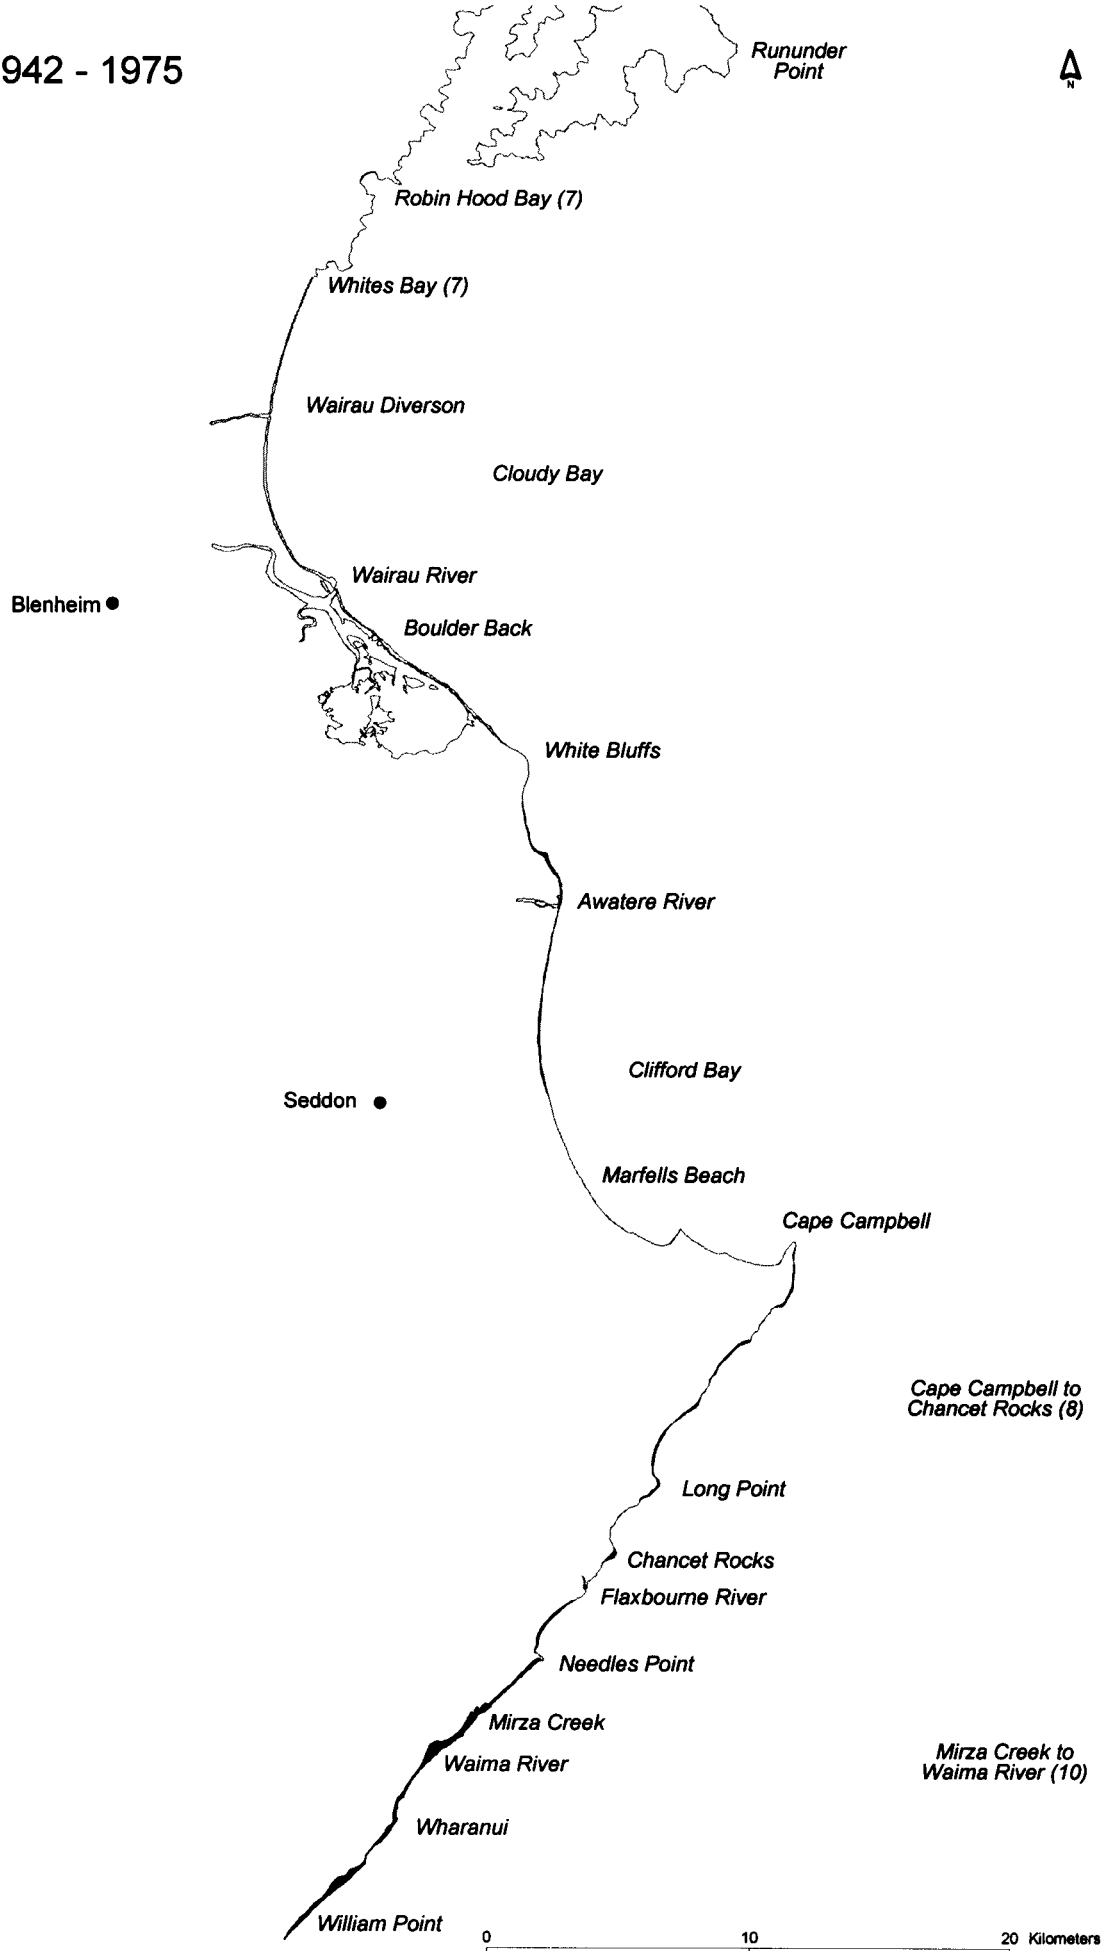 942 - 1975
Rununder
Point
N
Robin Hood Bay (7)
Whites Bay (7)
Wairau Diverson
Cloudy Bay
Wairau River
Blenheim
Boulder Back
White Bluffs
Awatere River
Clifford Bay
Seddon
Marfells Beach
Cape Campbell
Cape Campbell to
Chancet Rocks (8)
Long Point
Chancet Rocks
Flaxbourne River
Needles Point
Mirza Creek
Mirza Creek to
Waima River (10)
Waima River
Wharanui
William Point
0 10 20 Kilometers